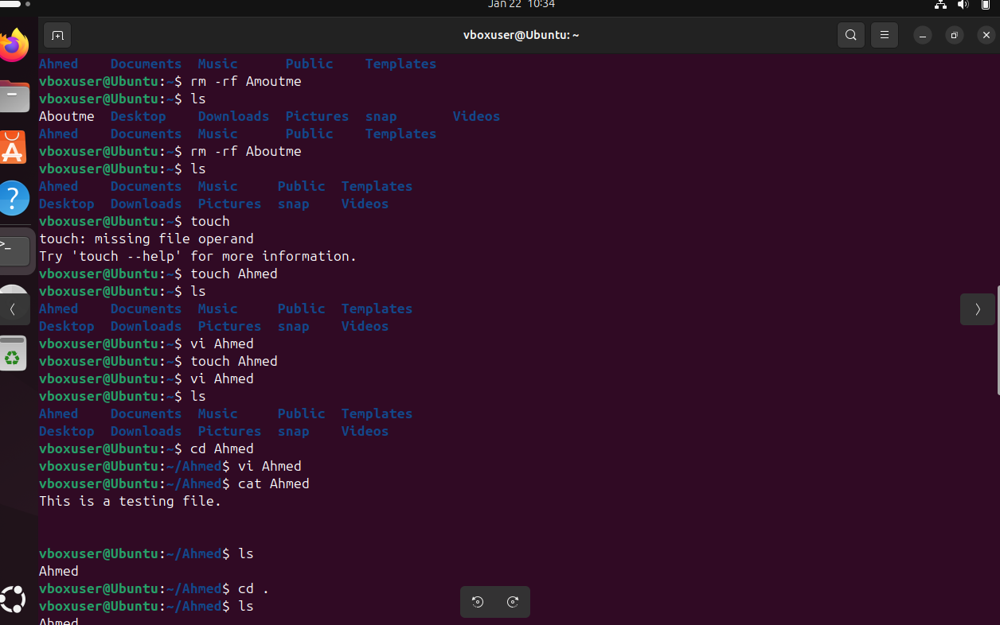 Jan 22 10:34
vboxuser@Ubuntu: ~
Ahmed Documents Music Public Templates
vboxuser@Ubuntu:~$ rm -rf Amoutme
vboxuser@Ubuntu:~$ ls
Aboutme Desktop Downloads Pictures snap Videos
Ahmed Documents Music Public Templates
vboxuser@Ubuntu:~$ rm -rf Aboutme
vboxuser@Ubuntu:~$ ls
Ahmed Documents Music Public Templates
Desktop Downloads Pictures snap Videos
vboxuser@Ubuntu:~$ touch
touch: missing file operand
Try 'touch --help' for more information.
vboxuser@Ubuntu:~$ touch Ahmed
vboxuser@Ubuntu:~$ ls
Ahmed Documents Music Public Templates
Desktop Downloads Pictures snap Videos
vboxuser@Ubuntu:~$ vi Ahmed
vboxuser@Ubuntu:~$ touch Ahmed
vboxuser@Ubuntu:~$ vi Ahmed
vboxuser@Ubuntu:~$ ls
Ahmed Documents Music Public Templates
Desktop Downloads Pictures snap Videos
vboxuser@Ubuntu:~$ cd Ahmed
vboxuser@Ubuntu:~/Ahmed$ vi Ahmed
vboxuser@Ubuntu:~/Ahmed$ cat Ahmed
This is a testing file.
vboxuser@Ubuntu:~/Ahmed$ ls
Ahmed
vboxuser@Ubuntu:~/Ahmed$ cd .
vboxuser@Ubuntu:~/Ahmed$ ls
Ahmed